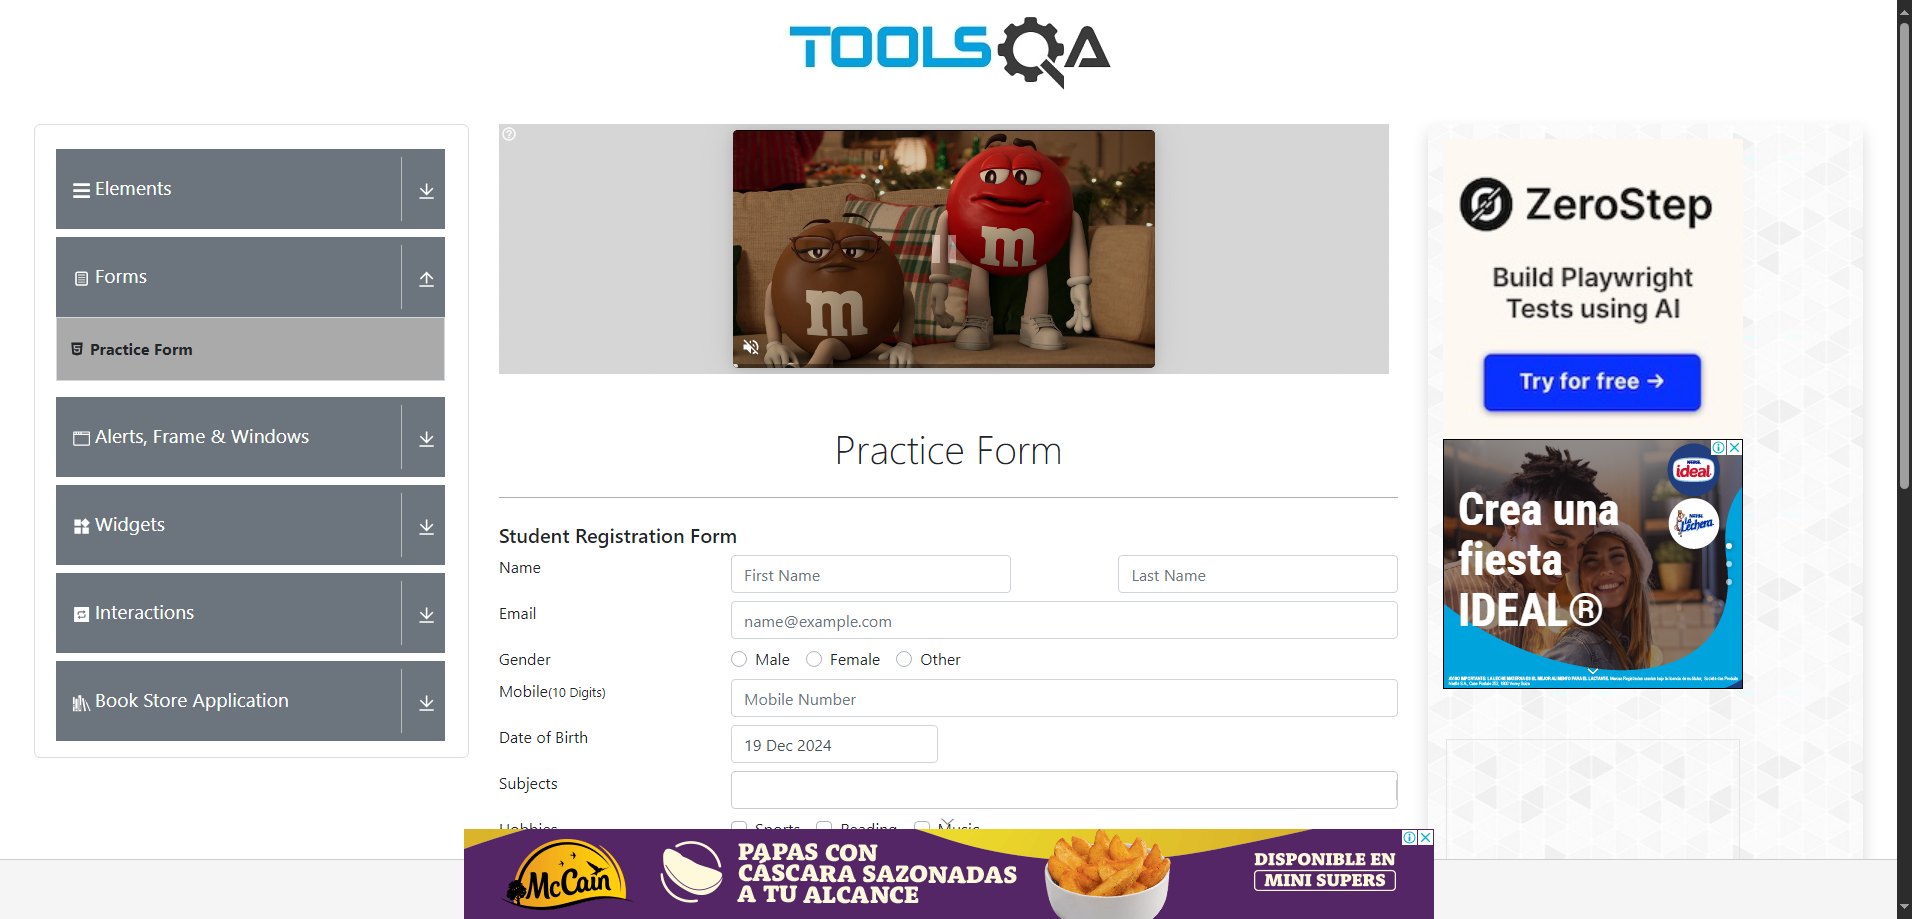 TOOLSQA
Elements
Forms
Practice Form
Alerts, Frame & Windows
Widgets
Interactions
Book Store Application
m
m
Practice Form
Student Registration Form
Name
First Name
Last Name
Email
name@example.com
Gender
Male
Female
Other
Mobile(10 Digits)
Mobile Number
Date of Birth
19 Dec 2024
Subjects
Hobbies
Sports
Reading
Music
ZeroStep
Build Playwright
Tests using AI
Try for free →
Nestlé
ideal
La Lechera
Crea una
fiesta
IDEAL®
McCain
PAPAS CON
CÁSCARA SAZONADAS
A TU ALCANCE
DISPONIBLE EN
MINI SUPERS